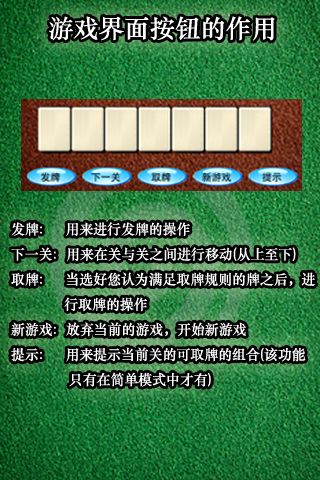 游戏界面按钮的作用
发牌 下一关 取牌 新游戏 提示
发牌: 用来进行发牌的操作
下一关: 用来在关与关之间进行移动(从上至下)
取牌: 当选好您认为满足取牌规则的牌之后，进
行取牌的操作
新游戏: 放弃当前的游戏，开始新游戏
提示: 用来提示当前关的可取牌的组合(该功能
只有在简单模式中才有)